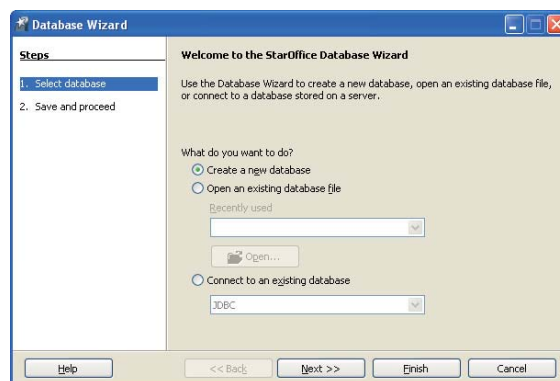 Database Wizard
Steps
1. Select database
2. Save and proceed
Welcome to the StarOffice Database Wizard
Use the Database Wizard to create a new database, open an existing database file,
or connect to a database stored on a server.
What do you want to do?
Create a new database
Open an existing database file
Recently used
Open...
Connect to an existing database
JDBC
Help
<< Back
Next >>
Finish
Cancel